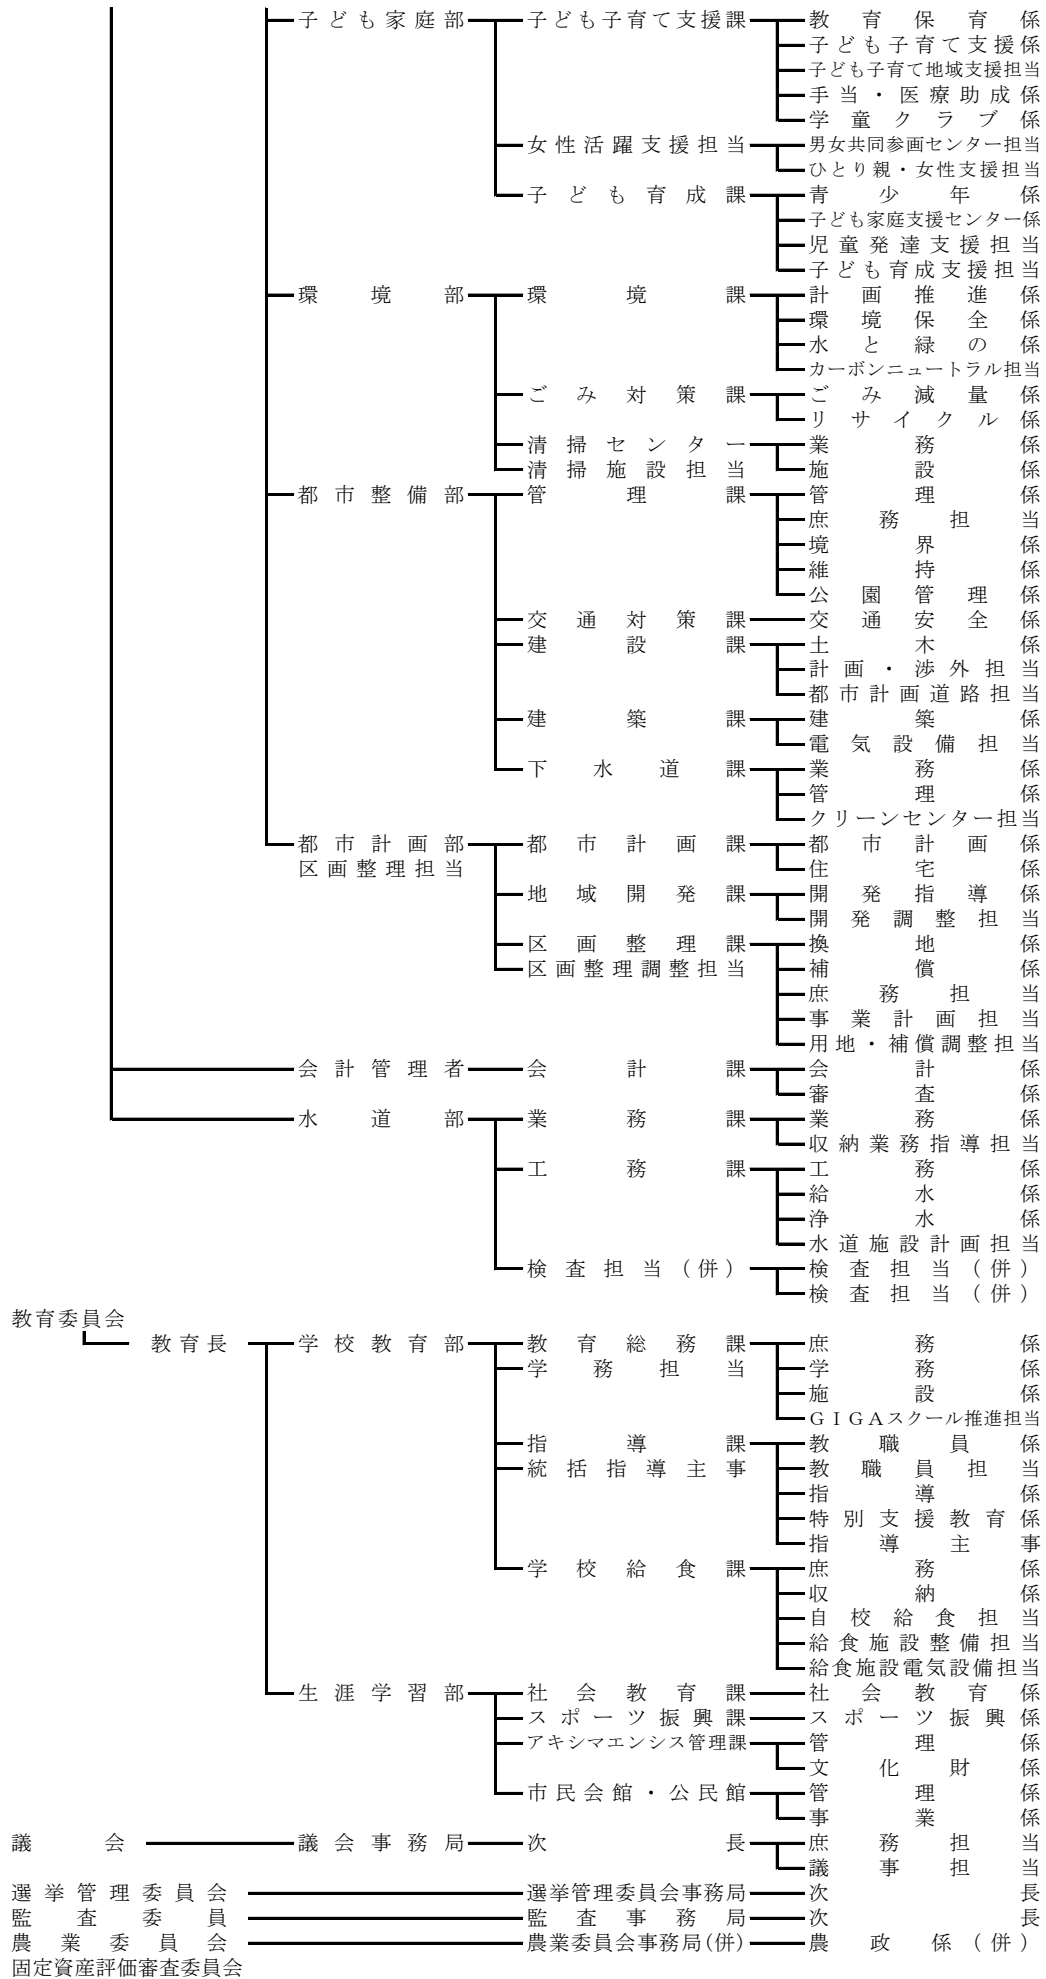 子ども家庭部 子ども子育て支援課 教育保育係
子ども子育て支援係
子ども子育て地域支援担当
手当・医療助成係
学童クラブ係
女性活躍支援担当 男女共同参画センター担当
ひとり親・女性支援担当
子ども育成課 青少年係
子ども家庭支援センター係
児童発達支援担当
子ども育成支援担当
環境部 環境課 計画推進係
環境保全係
水と緑の係
カーボンニュートラル担当
ごみ対策課 ごみ減量係
リサイクル係
清掃センター 業務係
清掃施設担当 施設係
都市整備部 管理課 管理係
庶務担当
境界係
維持係
公園管理係
交通対策課 交通安全係
建設課 土木係
計画・渉外担当
都市計画道路担当
建築課 建築係
電気設備担当
下水道課 業務係
管理係
クリーンセンター担当
都市計画部 都市計画課 都市計画係
区画整理担当 住宅係
地域開発課 開発指導係
開発調整担当
区画整理課 換地係
区画整理調整担当 補償係
庶務担当
事業計画担当
用地・補償調整担当
会計管理者 会計課 会計係
審査係
水道部 業務課 業務係
収納業務指導担当
工務課 工務係
給水係
浄水係
水道施設計画担当
検査担当(併) 検査担当(併)
検査担当(併)
教育委員会
教育長 学校教育部 教育総務課 庶務係
学務担当 学務係
施設係
GIGAスクール推進担当
指導課 教職員係
統括指導主事 教職員担当
指導係
特別支援教育係
指導主事
学校給食課 庶務係
収納係
自校給食担当
給食施設整備担当
給食施設電気設備担当
生涯学習部 社会教育課 社会教育係
スポーツ振興課 スポーツ振興係
アキシマエンシス管理課 管理係
文化財係
市民会館・公民館 管理係
事業係
議会 議会事務局 次長 庶務担当
議事担当
選挙管理委員会 選挙管理委員会事務局 次長
監査委員 監査事務局 次長
農業委員会 農業委員会事務局(併) 農政係(併)
固定資産評価審査委員会